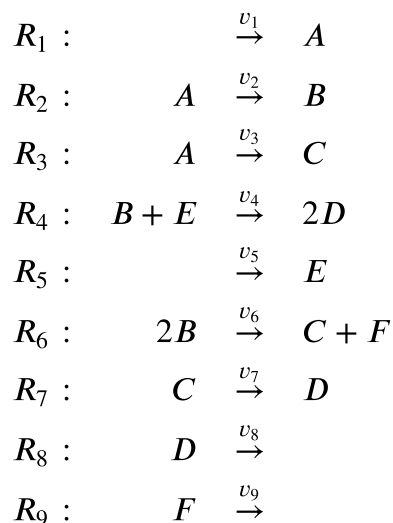 R₁ : →^{v₁} A
R₂ : A →^{v₂} B
R₃ : A →^{v₃} C
R₄ : B + E →^{v₄} 2D
R₅ : →^{v₅} E
R₆ : 2B →^{v₆} C + F
R₇ : C →^{v₇} D
R₈ : D →^{v₈}
R₉ : F →^{v₉}